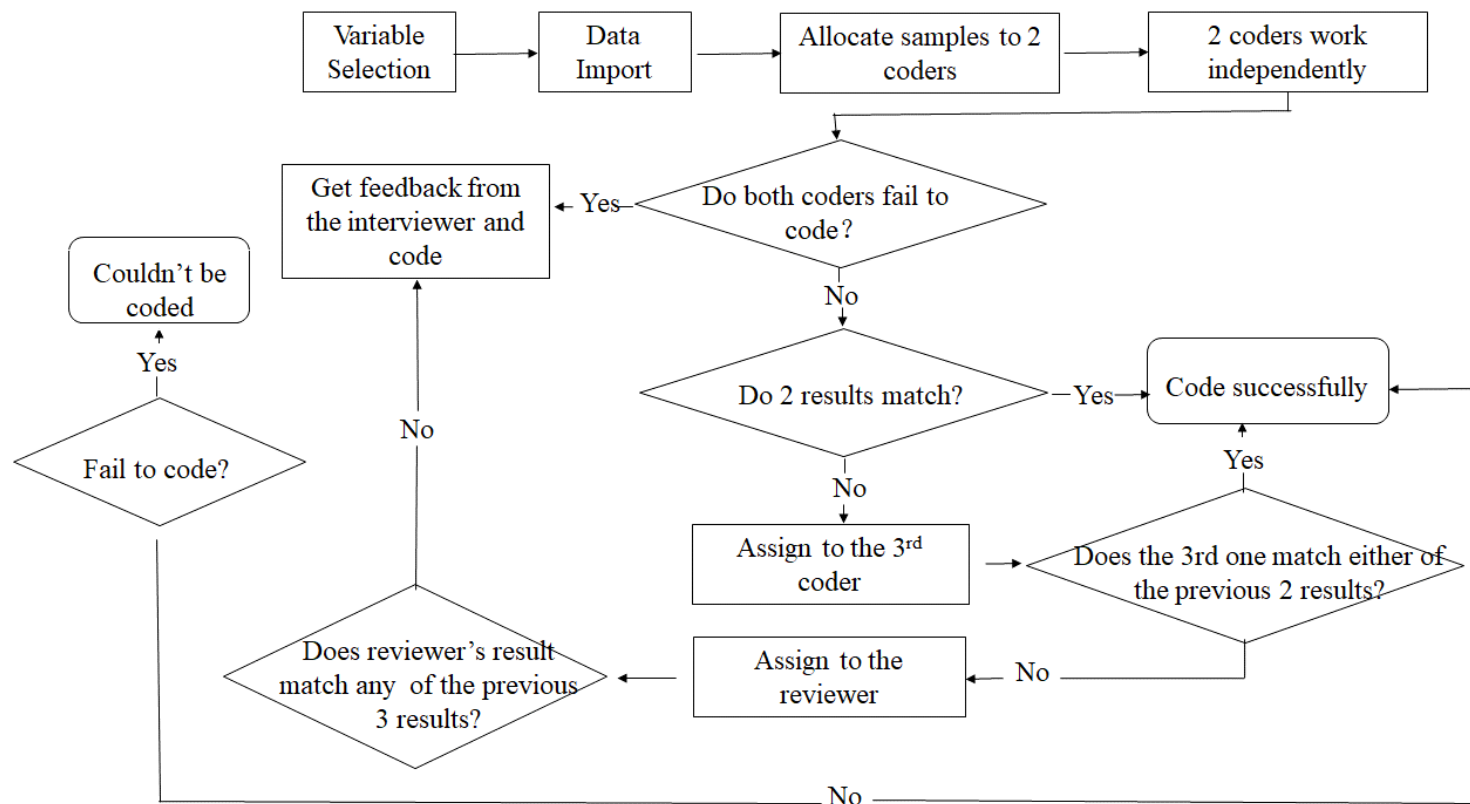 Variable
Selection
Data
Import
Allocate samples to 2
coders
2 coders work
independently
Do both coders fail to
code?
Yes
Get feedback from
the interviewer and
code
No
Couldn't be
coded
Yes
Fail to code?
No
Do 2 results match?
Yes
Code successfully
No
Yes
Assign to the 3rd
coder
Does the 3rd one match either of
the previous 2 results?
No
Assign to the
reviewer
Does reviewer's result
match any of the previous
3 results?
No